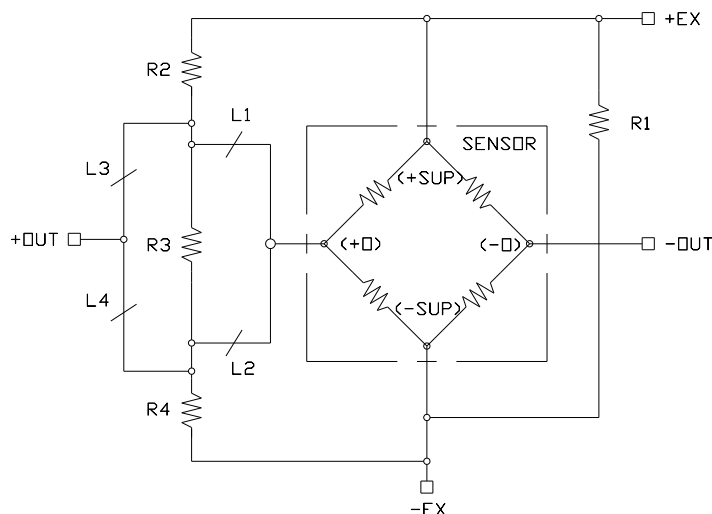 +EX
R2
L1
R1
SENSOR
L3
(+SUP)
+OUT
R3
(+O)
(-O)
-OUT
L4
(-SUP)
L2
R4
-EX